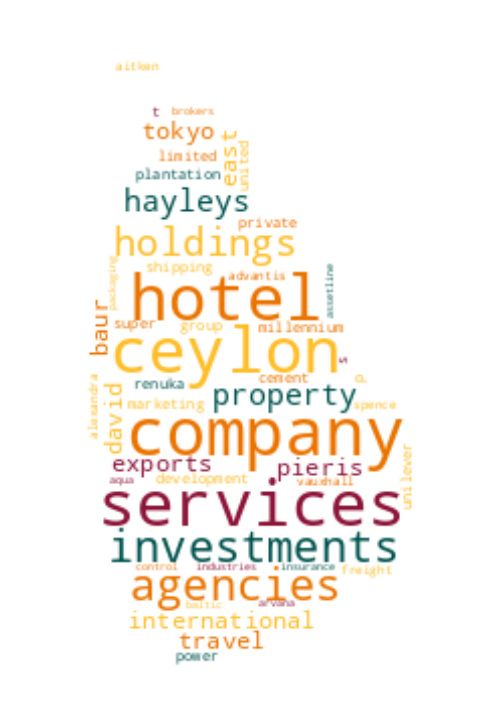 aitken
t brokers
tokyo
east
united
limited
plantation
hayleys
private
holdings
shipping
packaging
advantis
assetline
hotel
baur
super group millennium
ceylon
s
renuka
cement
p
alexandra
david
property
marketing
spence
company
exports
pieris
aqua
development
vauxhall
unilever
services
investments
control industries insurance freight
agencies
baltic
arvana
international
travel
power